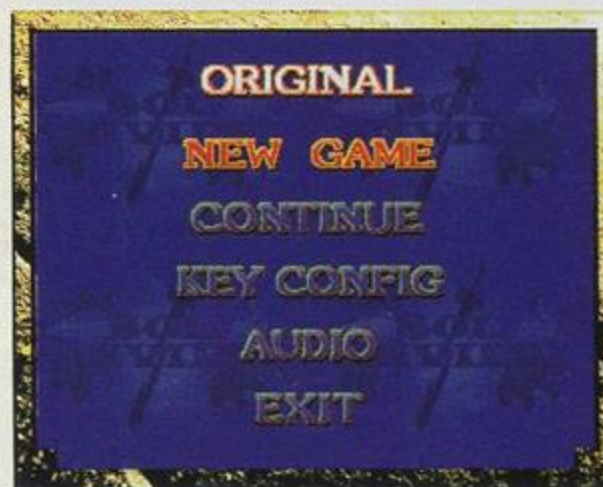 ORIGINAL
NEW GAME
CONTINUE
KEY CONFIG
AUDIO
EXIT